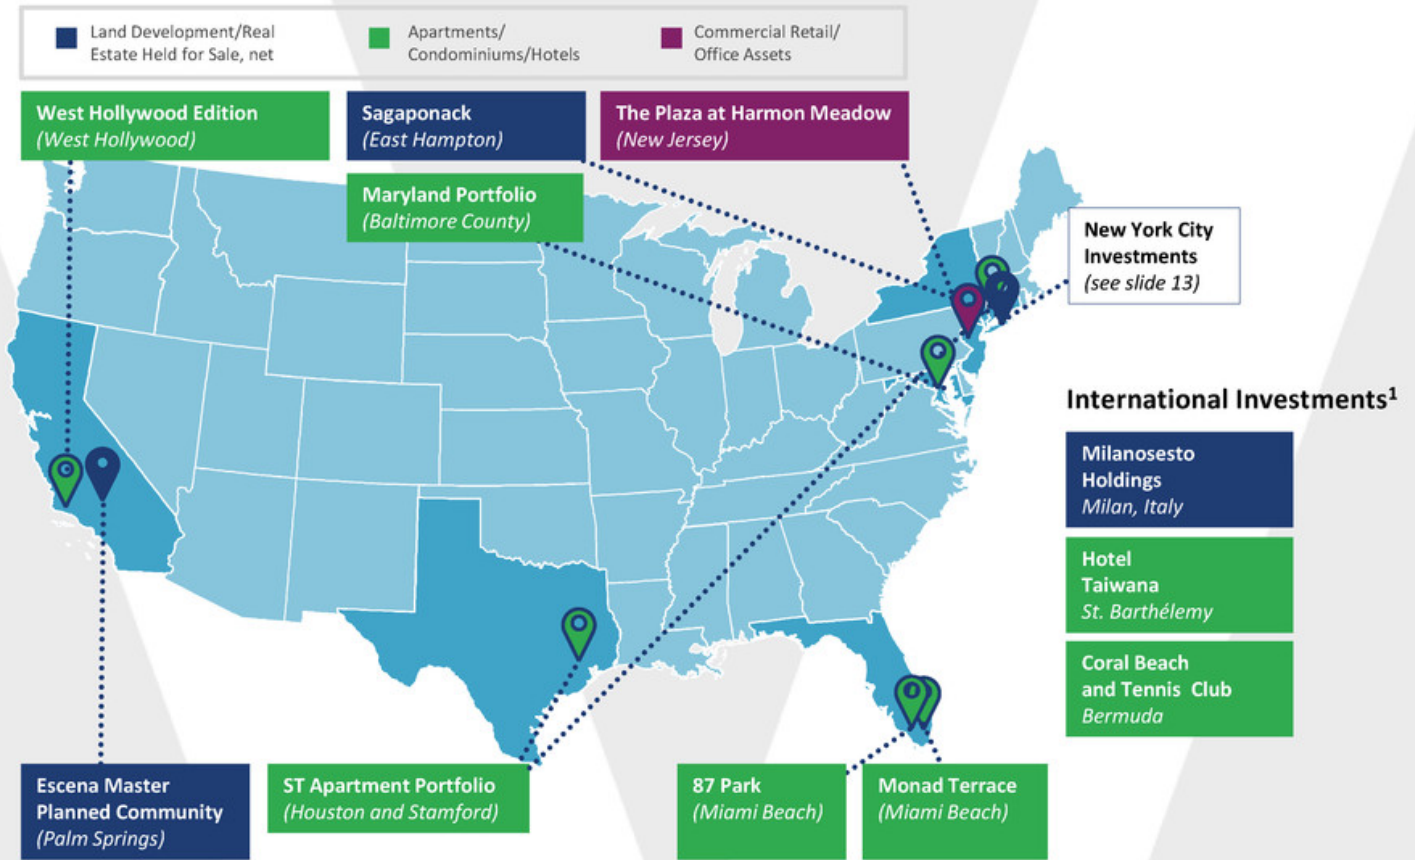 Land Development/Real
Estate Held for Sale, net
Apartments/
Condominiums/Hotels
Commercial Retail/
Office Assets
West Hollywood Edition
(West Hollywood)
Sagaponack
(East Hampton)
The Plaza at Harmon Meadow
(New Jersey)
Maryland Portfolio
(Baltimore County)
New York City
Investments
(see slide 13)
International Investments¹
Milanosesto
Holdings
Milan, Italy
Hotel
Taiwana
St. Barthélemy
Coral Beach
and Tennis Club
Bermuda
Escena Master
Planned Community
(Palm Springs)
ST Apartment Portfolio
(Houston and Stamford)
87 Park
(Miami Beach)
Monad Terrace
(Miami Beach)